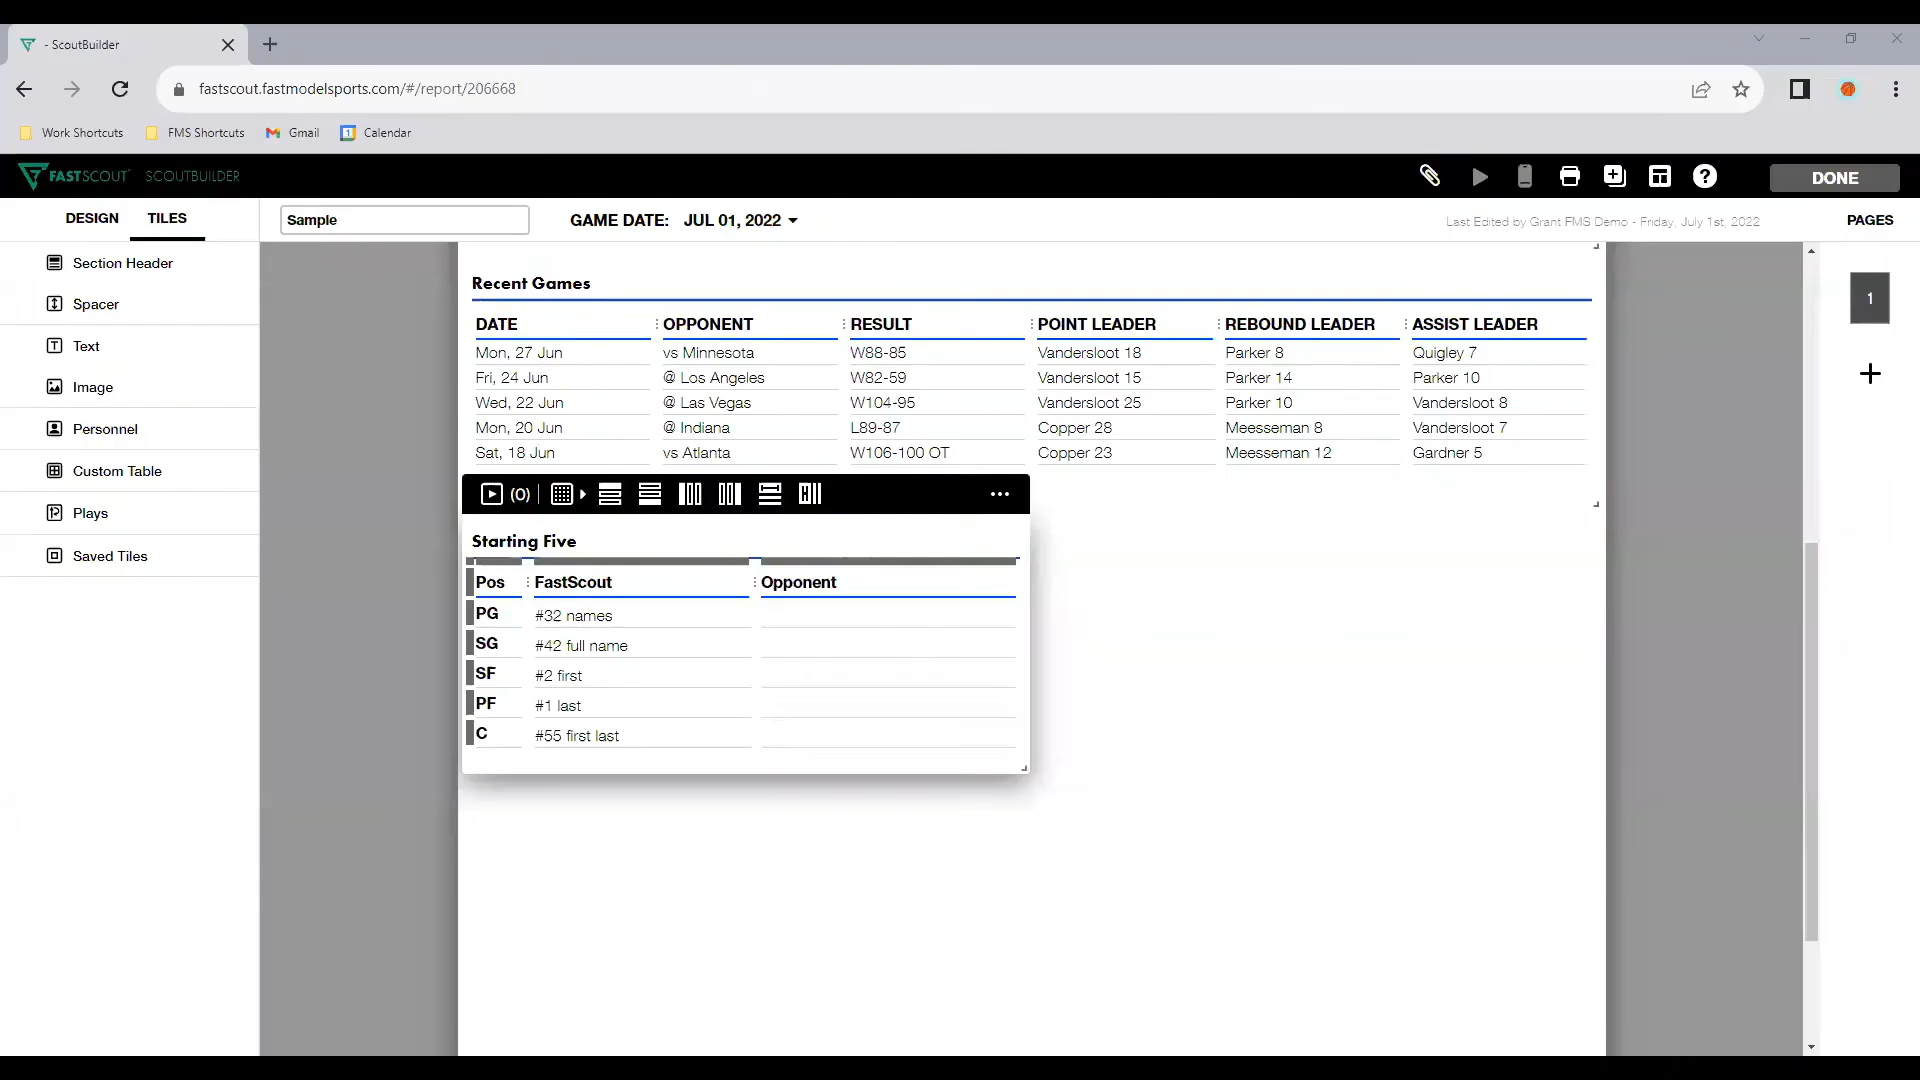 - ScoutBuilder
fastscout.fastmodelsports.com/#/report/206668
Work Shortcuts FMS Shortcuts Gmail 1 Calendar
FASTSCOUT SCOUTBUILDER
DONE
DESIGN TILES
Sample
GAME DATE: JUL 01, 2022
Last Edited by Grant FMS Demo - Friday, July 1st, 2022
PAGES
Section Header
Spacer
Text
Image
Personnel
Custom Table
Plays
Saved Tiles
Recent Games
DATE OPPONENT RESULT POINT LEADER REBOUND LEADER ASSIST LEADER
Mon, 27 Jun vs Minnesota W88-85 Vandersloot 18 Parker 8 Quigley 7
Fri, 24 Jun @ Los Angeles W82-59 Vandersloot 15 Parker 14 Parker 10
Wed, 22 Jun @ Las Vegas W104-95 Vandersloot 25 Parker 10 Vandersloot 8
Mon, 20 Jun @ Indiana L89-87 Copper 28 Meesseman 8 Vandersloot 7
Sat, 18 Jun vs Atlanta W106-100 OT Copper 23 Meesseman 12 Gardner 5
(0)
Starting Five
Pos FastScout Opponent
PG #32 names
SG #42 full name
SF #2 first
PF #1 last
C #55 first last
1